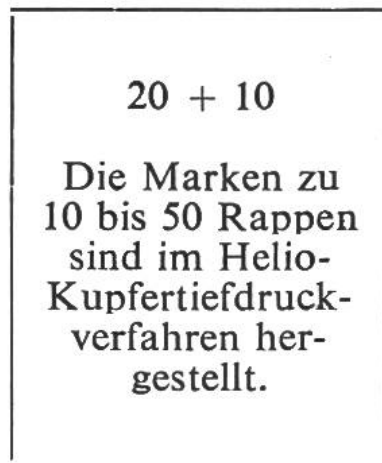 20 + 10
Die Marken zu
10 bis 50 Rappen
sind im Helio-
Kupfertiefdruck-
verfahren her-
gestellt.